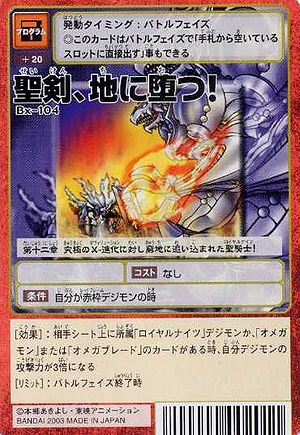 プログラム
+20
発動タイミング:バトルフェイズ
◎このカードはバトルフェイズで「手札から空いている
スロットに直接出す」事もできる
せいけん ち お
聖剣、地に堕つ!
Bx-104
第十二章 究極のX-進化に対し窮地に追い込まれた聖騎士!
コスト なし
条件 自分が赤枠デジモンの時
[効果]:相手シート上に所属「ロイヤルナイツ」デジモンか、「オメガ
モン」または「オメガブレード」のカードがある時、自分デジモンの
攻撃力が3倍になる
[リミット]:バトルフェイズ終了時
©本郷あきよし・東映アニメーション
BANDAI 2003 MADE IN JAPAN